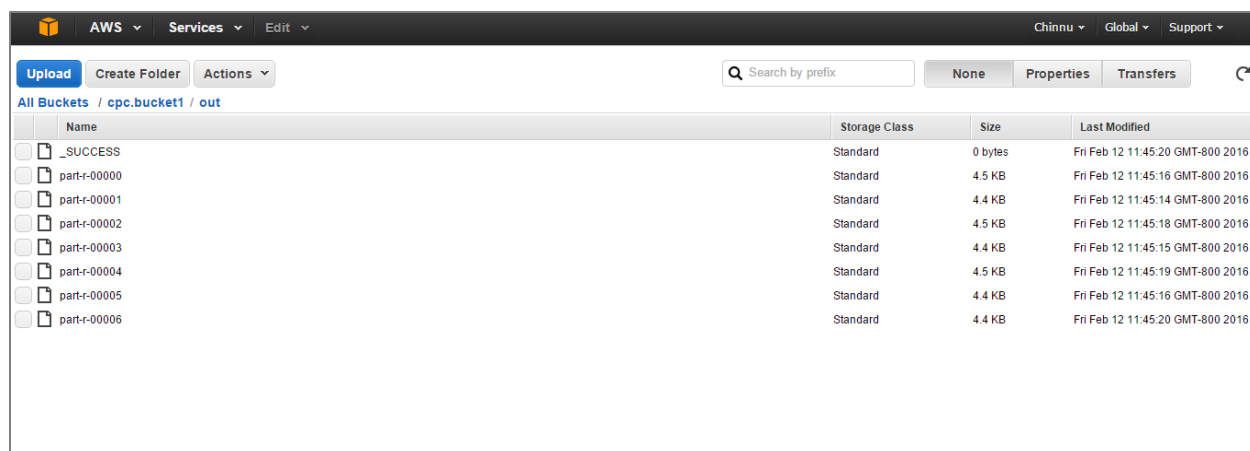 AWS Services Edit Chinnu Global Support
Upload Create Folder Actions Search by prefix None Properties Transfers
All Buckets / cpc.bucket1 / out
Name Storage Class Size Last Modified
_SUCCESS Standard 0 bytes Fri Feb 12 11:45:20 GMT-800 2016
part-r-00000 Standard 4.5 KB Fri Feb 12 11:45:16 GMT-800 2016
part-r-00001 Standard 4.4 KB Fri Feb 12 11:45:14 GMT-800 2016
part-r-00002 Standard 4.5 KB Fri Feb 12 11:45:18 GMT-800 2016
part-r-00003 Standard 4.4 KB Fri Feb 12 11:45:15 GMT-800 2016
part-r-00004 Standard 4.5 KB Fri Feb 12 11:45:19 GMT-800 2016
part-r-00005 Standard 4.4 KB Fri Feb 12 11:45:16 GMT-800 2016
part-r-00006 Standard 4.4 KB Fri Feb 12 11:45:20 GMT-800 2016